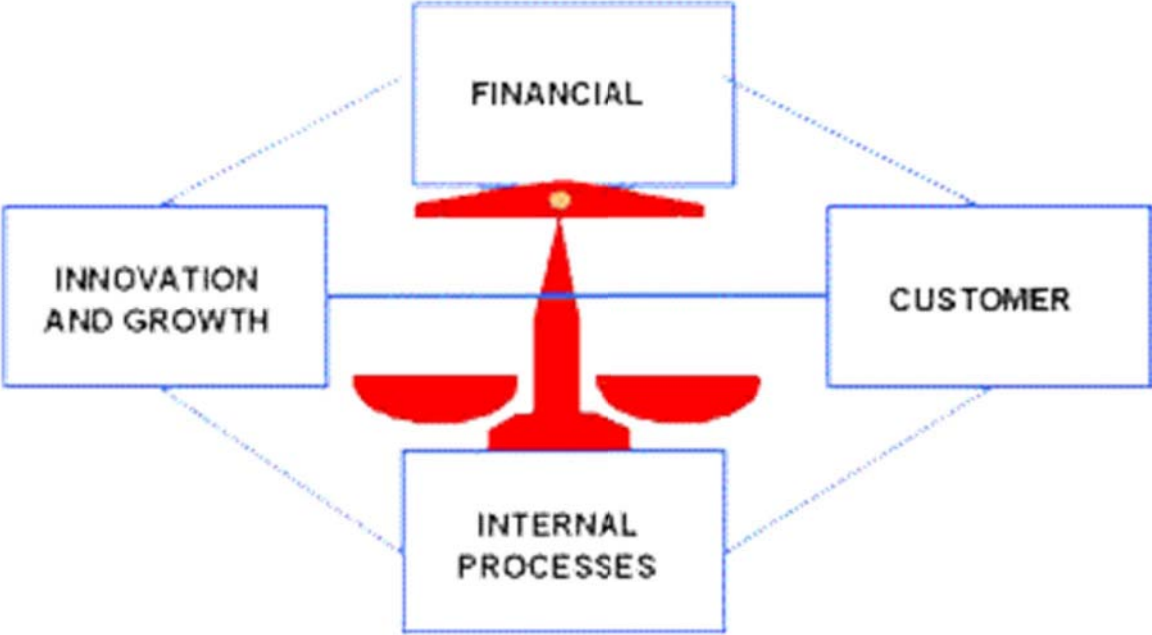 FINANCIAL
INNOVATION
AND GROWTH
CUSTOMER
INTERNAL
PROCESSES